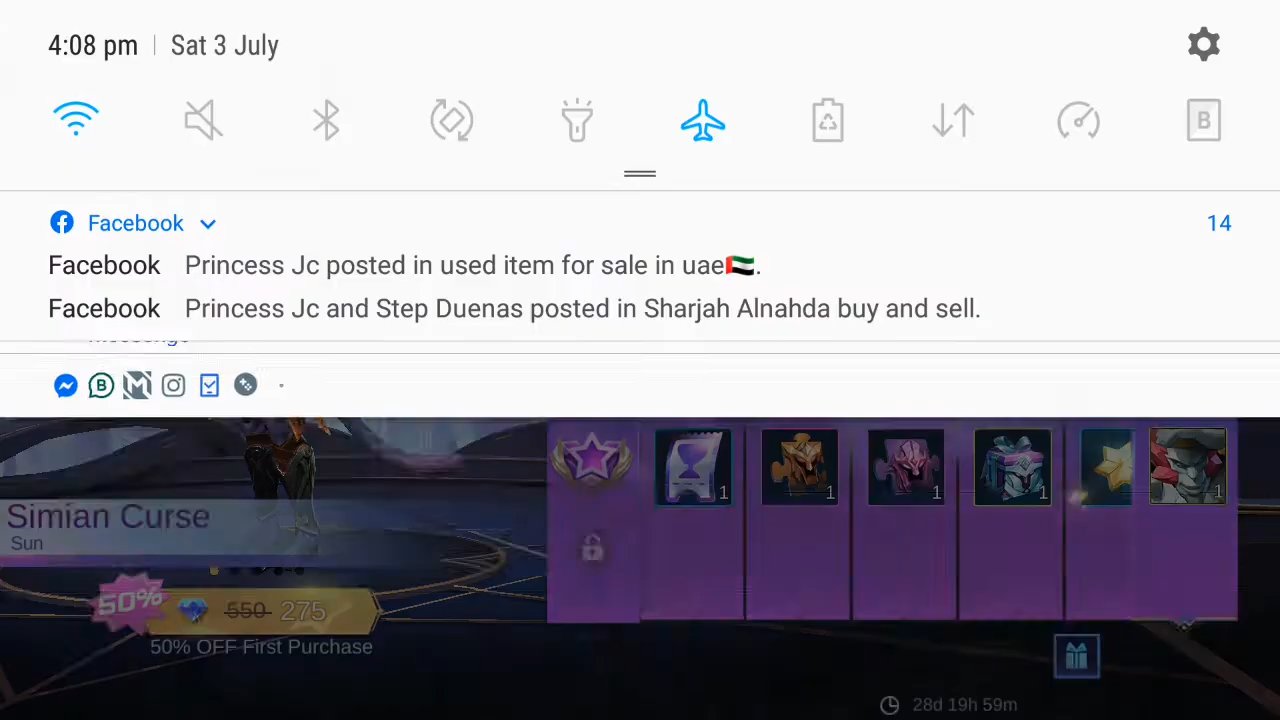 4:08 pm | Sat 3 July
B
Facebook 14
Facebook Princess Jc posted in used item for sale in uae🇦🇪.
Facebook Princess Jc and Step Duenas posted in Sharjah Alnahda buy and sell.
B
1 1 1 1 1
Simian Curse
Sun
50% 550 275
50% OFF First Purchase
28d 19h 59m